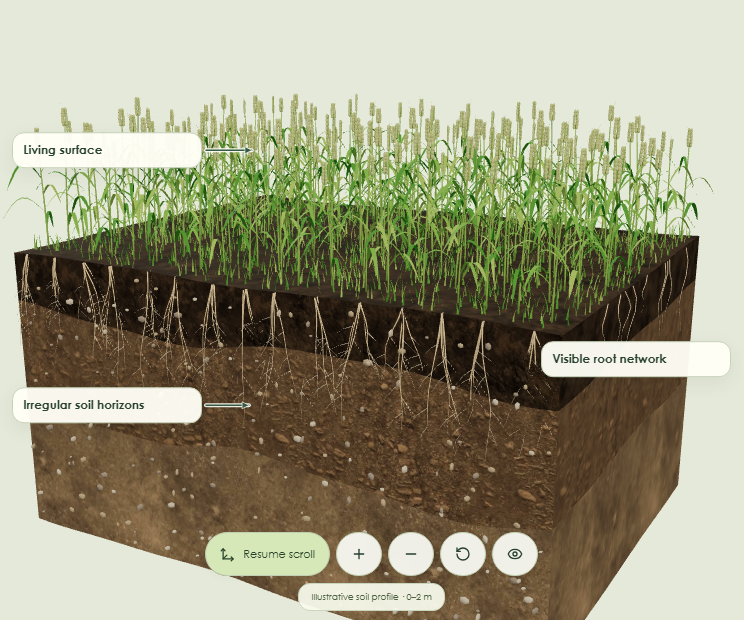 Living surface
Visible root network
Irregular soil horizons
Resume scroll
Illustrative soil profile · 0–2 m